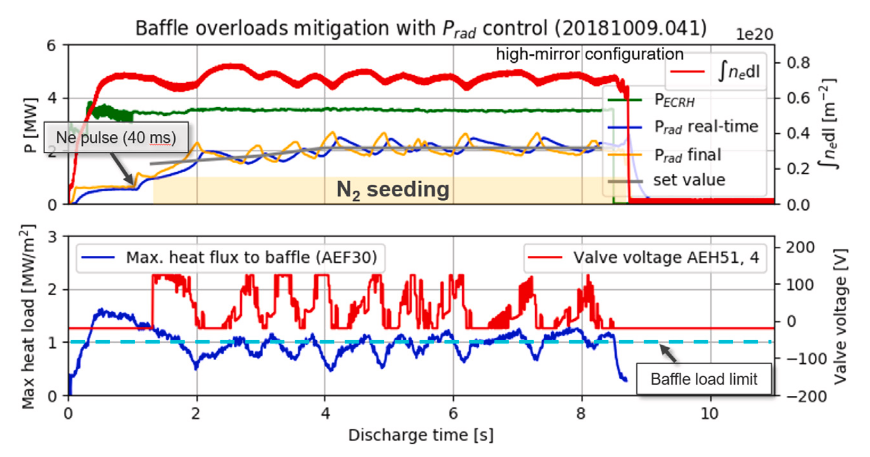 Baffle overloads mitigation with P_rad control (20181009.041)
1e20
6
4
2
0
P [MW]
high-mirror configuration
∫n_e dl
P_ECRH
P_rad real-time
P_rad final
set value
Ne pulse (40 ms)
N₂ seeding
0.8
0.6
0.4
0.2
0.0
∫n_e dl [m⁻²]
3
2
1
0
Max heat load [MW/m²]
Max. heat flux to baffle (AEF30)
Valve voltage AEH51, 4
200
100
0
−100
−200
Valve voltage [V]
Baffle load limit
0
2
4
6
8
10
Discharge time [s]